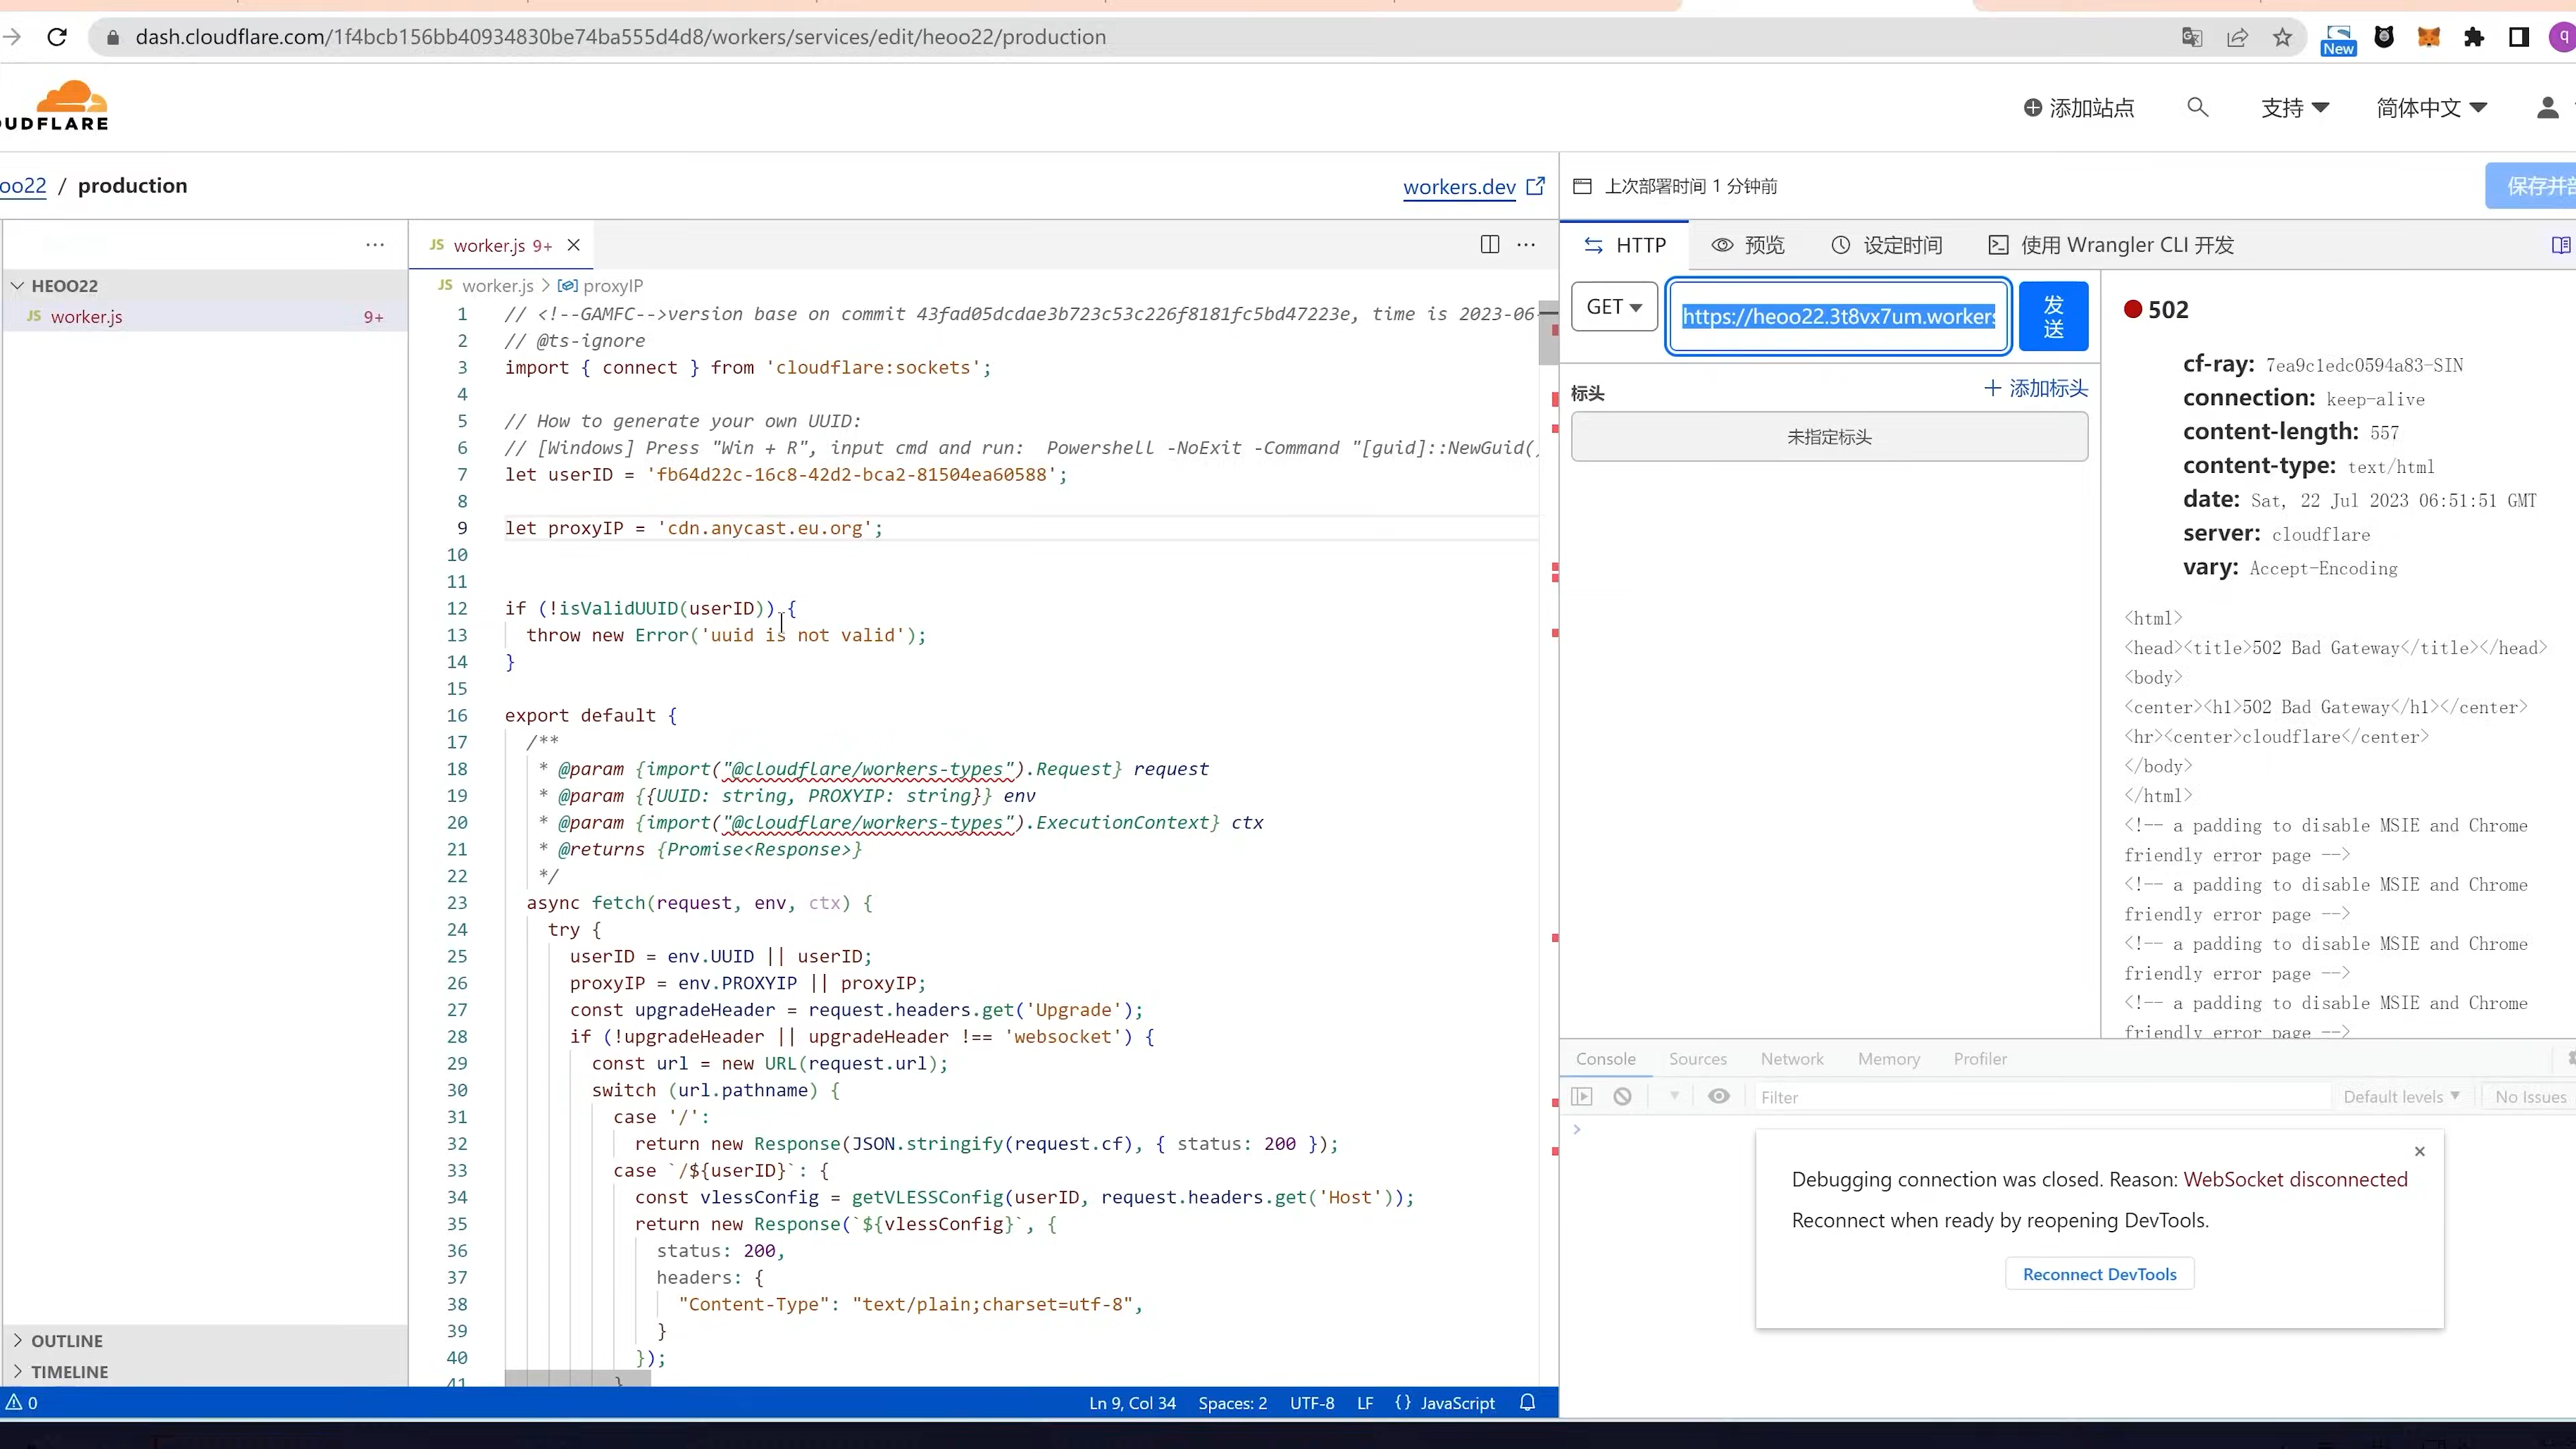 dash.cloudflare.com/1f4bcb156bb40934830be74ba555d4d8/workers/services/edit/heoo22/production
New
q
OUDFLARE
添加站点
支持
简体中文
oo22 / production
workers.dev
上次部署时间 1 分钟前
保存并部
JS worker.js 9+
HTTP
预览
设定时间
使用 Wrangler CLI 开发
HEOO22
JS worker.js 9+
JS worker.js > proxyIP
1 // <!--GAMFC-->version base on commit 43fad05dcdae3b723c53c226f8181fc5bd47223e, time is 2023-06-
2 // @ts-ignore
3 import { connect } from 'cloudflare:sockets';
4
5 // How to generate your own UUID:
6 // [Windows] Press "Win + R", input cmd and run:  Powershell -NoExit -Command "[guid]::NewGuid()
7 let userID = 'fb64d22c-16c8-42d2-bca2-81504ea60588';
8
9 let proxyIP = 'cdn.anycast.eu.org';
10
11
12 if (!isValidUUID(userID)) {
13 throw new Error('uuid is not valid');
14 }
15
16 export default {
17 /**
18 * @param {import("@cloudflare/workers-types").Request} request
19 * @param {{UUID: string, PROXYIP: string}} env
20 * @param {import("@cloudflare/workers-types").ExecutionContext} ctx
21 * @returns {Promise<Response>}
22 */
23 async fetch(request, env, ctx) {
24 try {
25 userID = env.UUID || userID;
26 proxyIP = env.PROXYIP || proxyIP;
27 const upgradeHeader = request.headers.get('Upgrade');
28 if (!upgradeHeader || upgradeHeader !== 'websocket') {
29 const url = new URL(request.url);
30 switch (url.pathname) {
31 case '/':
32 return new Response(JSON.stringify(request.cf), { status: 200 });
33 case `/${userID}`: {
34 const vlessConfig = getVLESSConfig(userID, request.headers.get('Host'));
35 return new Response(`${vlessConfig}`, {
36 status: 200,
37 headers: {
38 "Content-Type": "text/plain;charset=utf-8",
39 }
40 });
41 }
OUTLINE
TIMELINE
0
Ln 9, Col 34
Spaces: 2
UTF-8
LF
{} JavaScript
GET
https://heoo22.3t8vx7um.workers
发送
标头
添加标头
未指定标头
502
cf-ray: 7ea9c1edc0594a83-SIN
connection: keep-alive
content-length: 557
content-type: text/html
date: Sat, 22 Jul 2023 06:51:51 GMT
server: cloudflare
vary: Accept-Encoding
<html>
<head><title>502 Bad Gateway</title></head>
<body>
<center><h1>502 Bad Gateway</h1></center>
<hr><center>cloudflare</center>
</body>
</html>
<!-- a padding to disable MSIE and Chrome
friendly error page -->
<!-- a padding to disable MSIE and Chrome
friendly error page -->
<!-- a padding to disable MSIE and Chrome
friendly error page -->
<!-- a padding to disable MSIE and Chrome
friendly error page -->
Console
Sources
Network
Memory
Profiler
Filter
Default levels
No Issues
Debugging connection was closed. Reason: WebSocket disconnected
Reconnect when ready by reopening DevTools.
Reconnect DevTools